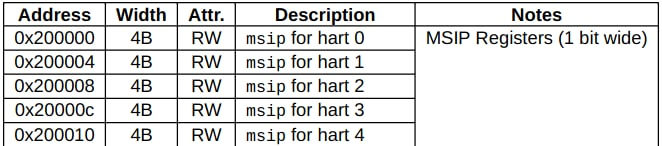 Address Width Attr. Description Notes
0x200000 4B RW msip for hart 0 MSIP Registers (1 bit wide)
0x200004 4B RW msip for hart 1
0x200008 4B RW msip for hart 2
0x20000c 4B RW msip for hart 3
0x200010 4B RW msip for hart 4